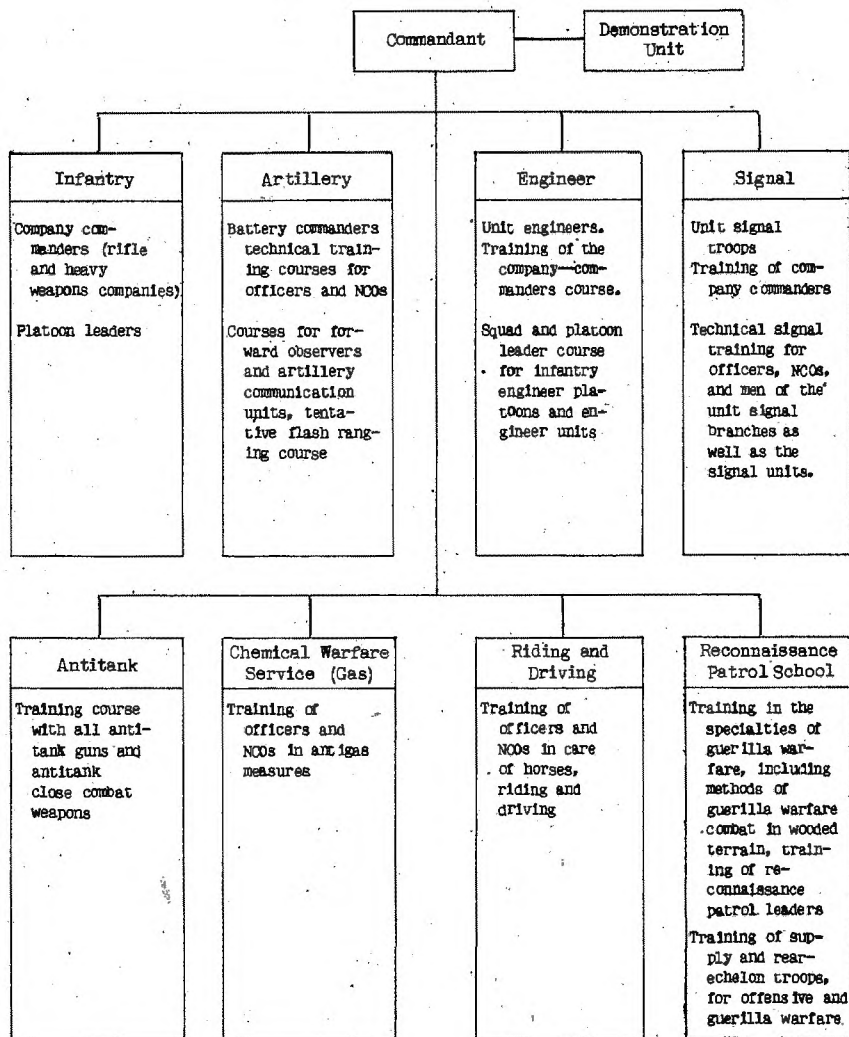 Commandant
Demonstration
Unit
Infantry
Company com-
manders (rifle
and heavy
weapons companies)
Platoon leaders
Artillery
Battery commanders
technical train-
ing courses for
officers and NCOs
Courses for for-
ward observers
and artillery
communication
units, tenta-
tive flash rang-
ing course
Engineer
Unit engineers.
Training of the
company—com-
manders course.
Squad and platoon
leader course
for infantry
engineer pla-
toons and en-
gineer units
Signal
Unit signal
troops
Training of com-
pany commanders
Technical signal
training for
officers, NCOs,
and men of the
unit signal
branches as
well as the
signal units.
Antitank
Training course
with all anti-
tank guns and
antitank
close combat
weapons
Chemical Warfare
Service (Gas)
Training of
officers and
NCOs in antigas
measures
Riding and
Driving
Training of
officers and
NCOs in care
of horses,
riding and
driving
Reconnaissance
Patrol School
Training in the
specialties of
guerilla war-
fare, including
methods of
guerilla warfare
combat in wooded
terrain, train-
ing of re-
connaissance
patrol leaders
Training of sup-
ply and rear-
echelon troops,
for offensive and
guerilla warfare.